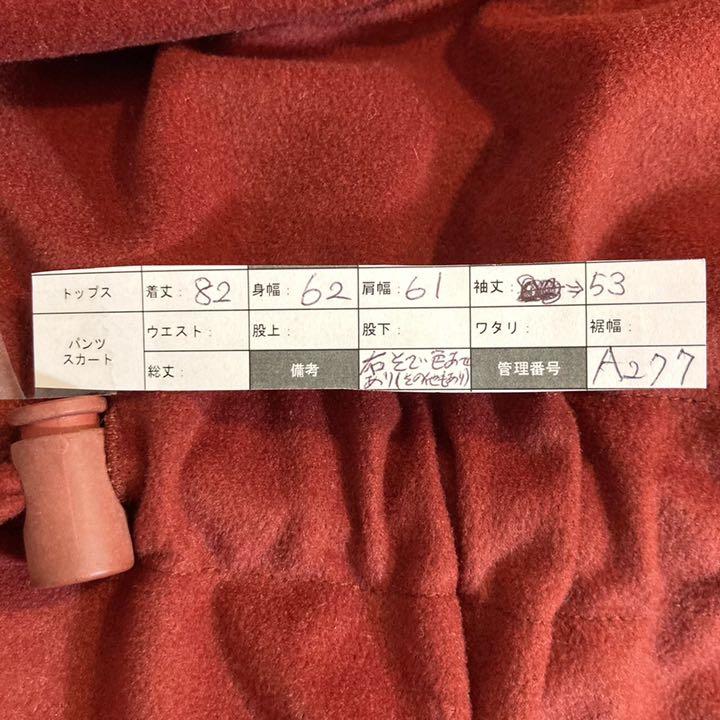 トップス 着丈: 82 身幅: 62 肩幅: 61 袖丈: →53
パンツ スカート ウエスト: 股上: 股下: ワタリ: 裾幅:
総丈: 備考 右そで色あせ 管理番号 A277
あり(その他もあり)